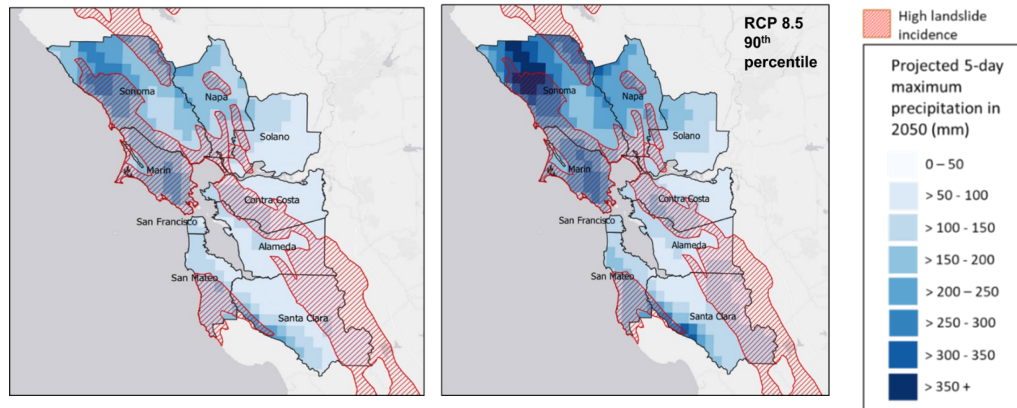 Sonoma
Napa
Solano
Marin
Contra Costa
San Francisco
Alameda
San Mateo
Santa Clara
RCP 8.5
90th
percentile
Sonoma
Napa
Solano
Marin
Contra Costa
San Francisco
Alameda
San Mateo
Santa Clara
High landslide
incidence
Projected 5-day
maximum
precipitation in
2050 (mm)
0 – 50
> 50 - 100
> 100 - 150
> 150 - 200
> 200 – 250
> 250 - 300
> 300 - 350
> 350 +